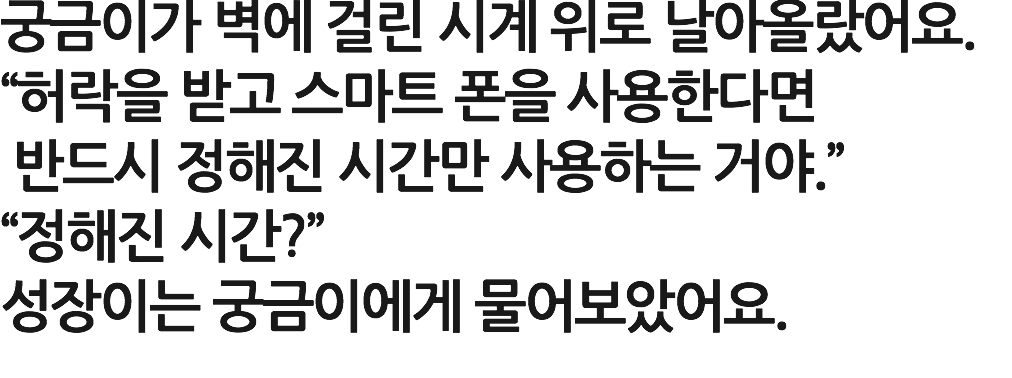 궁금이가 벽에 걸린 시계 위로 날아올랐어요.
“허락을 받고 스마트 폰을 사용한다면
반드시 정해진 시간만 사용하는 거야.”
“정해진 시간?”
성장이는 궁금이에게 물어보았어요.